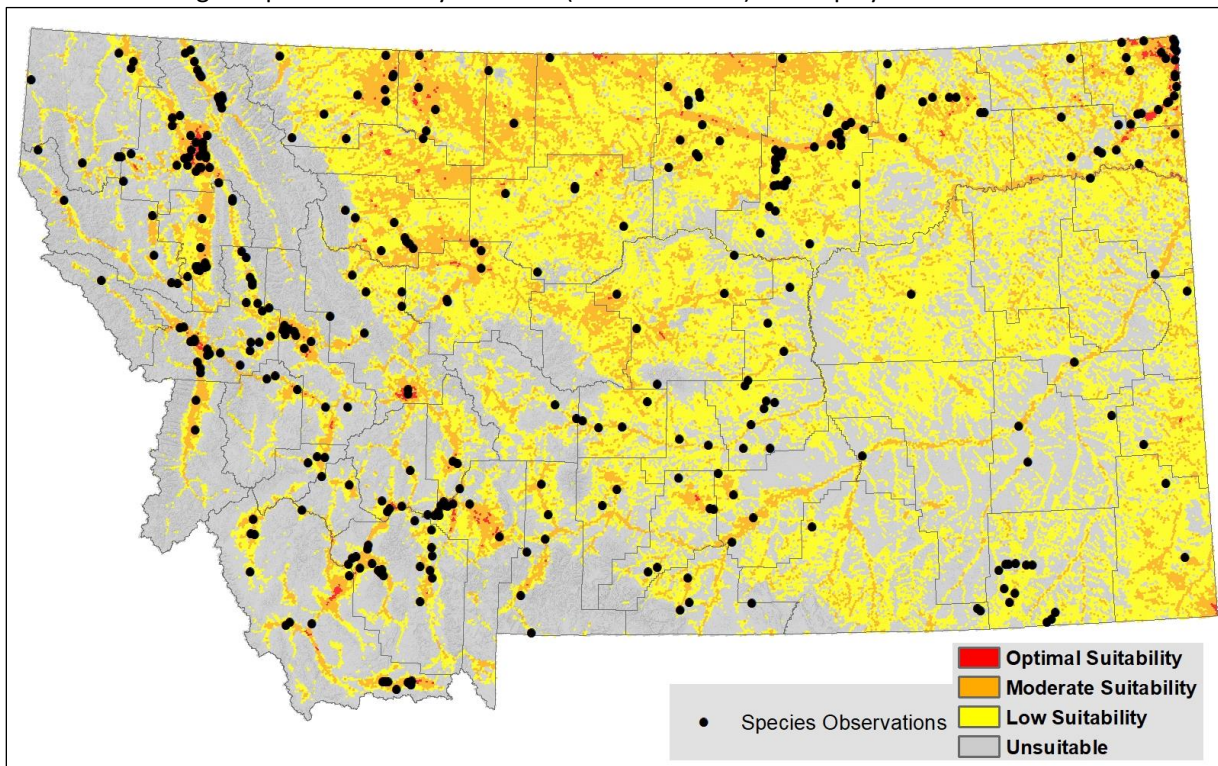 Optimal Suitability
Moderate Suitability
Species Observations
Low Suitability
Unsuitable